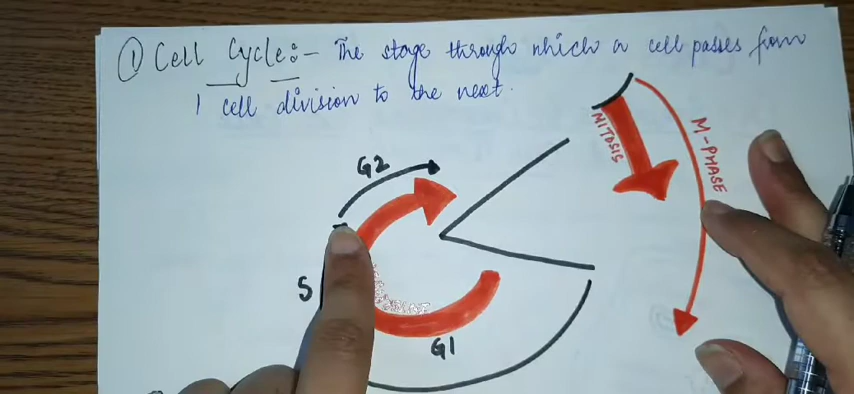 ① Cell Cycle:- The stage through which a cell passes from
1 cell division to the next.
MITOSIS
M-PHASE
G2
S
G1